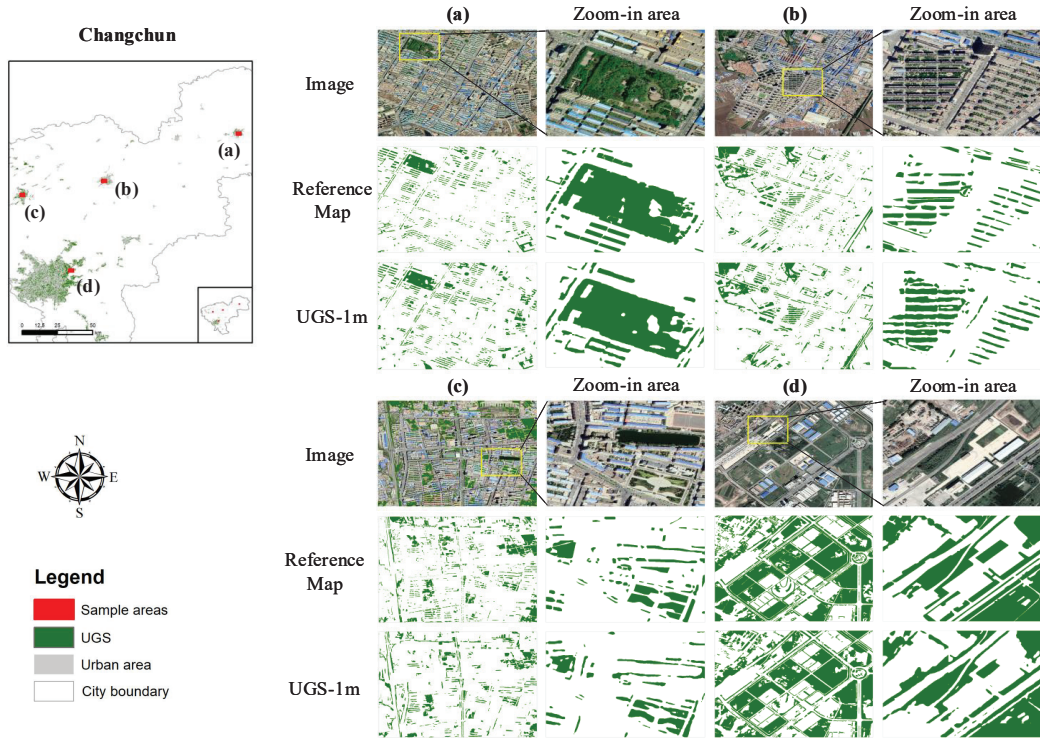 Changchun
(a)
(b)
(c)
(d)
0 12.5 25 50
(a)
Zoom-in area
(b)
Zoom-in area
Image
Reference
Map
UGS-1m
(c)
Zoom-in area
(d)
Zoom-in area
Image
Reference
Map
UGS-1m
N
W
E
S
Legend
Sample areas
UGS
Urban area
City boundary